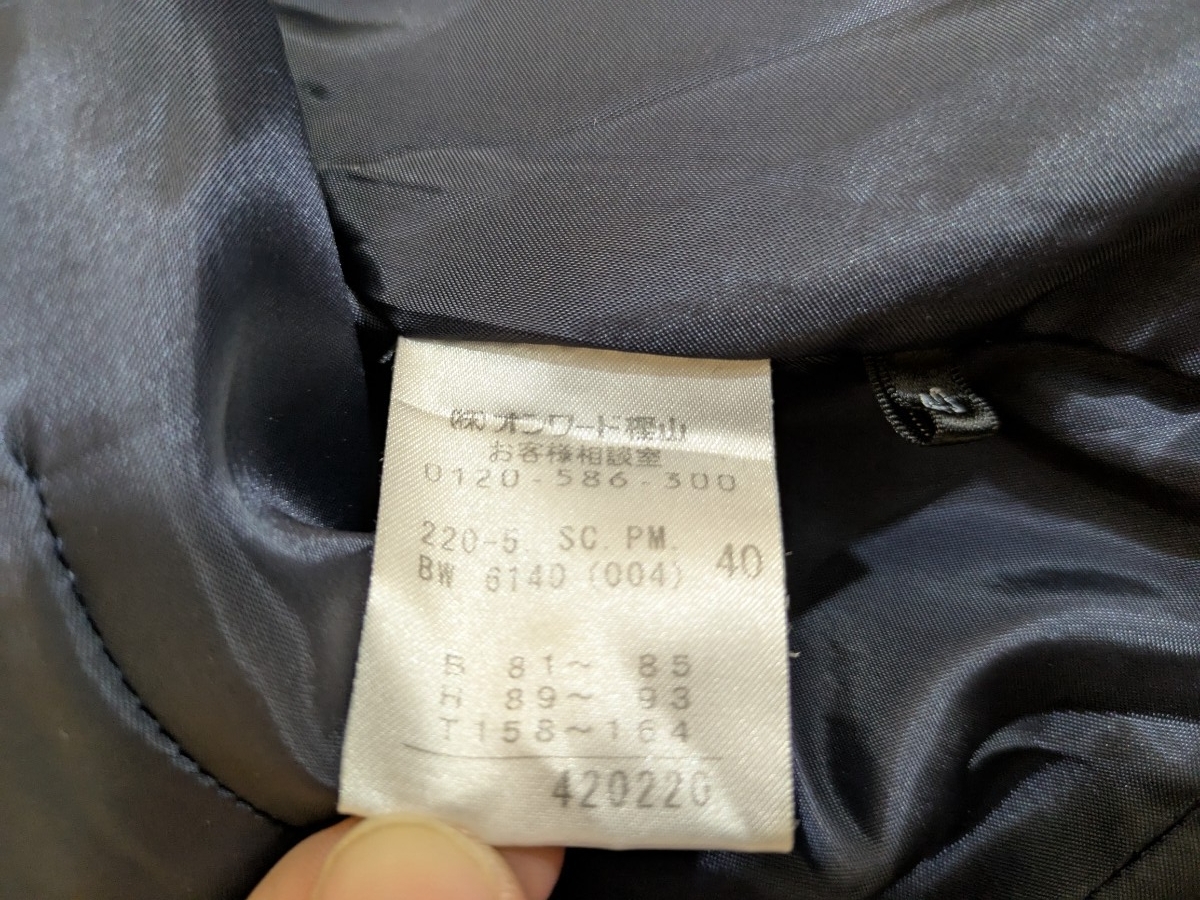 ㈱オンワード樫山
お客様相談室
0120-586-300
220-5. SC. PM. 40
BW 6140 (004)
B 81～ 85
H 89～ 93
T158～164
42022G